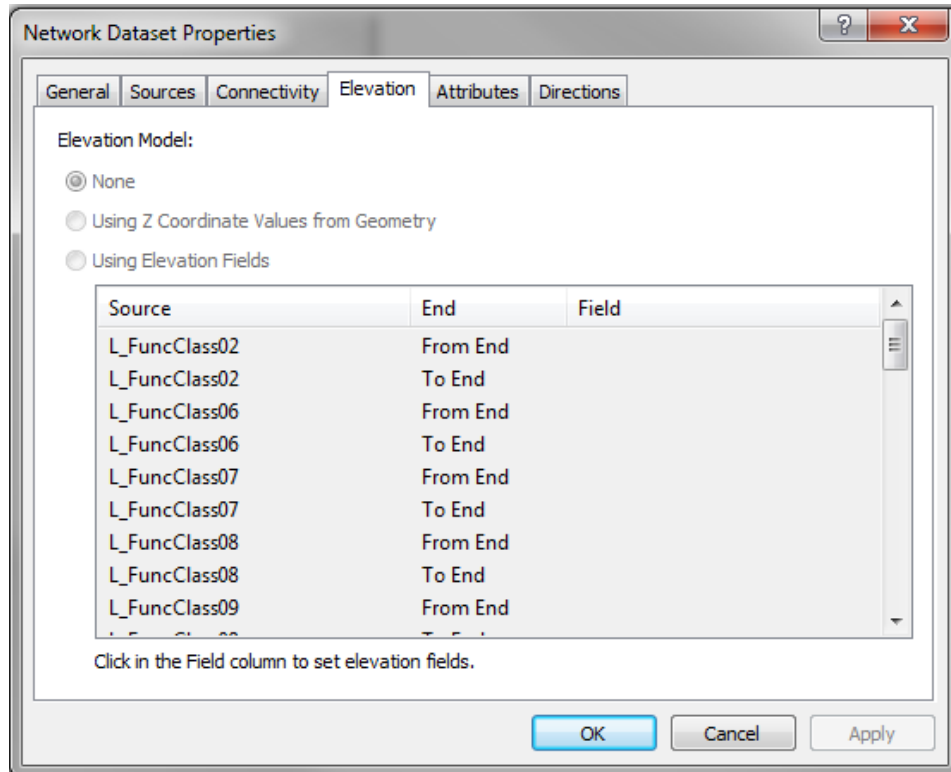 Network Dataset Properties
General Sources Connectivity Elevation Attributes Directions
Elevation Model:
None
Using Z Coordinate Values from Geometry
Using Elevation Fields
Source End Field
L_FuncClass02 From End
L_FuncClass02 To End
L_FuncClass06 From End
L_FuncClass06 To End
L_FuncClass07 From End
L_FuncClass07 To End
L_FuncClass08 From End
L_FuncClass08 To End
L_FuncClass09 From End
Click in the Field column to set elevation fields.
OK Cancel Apply